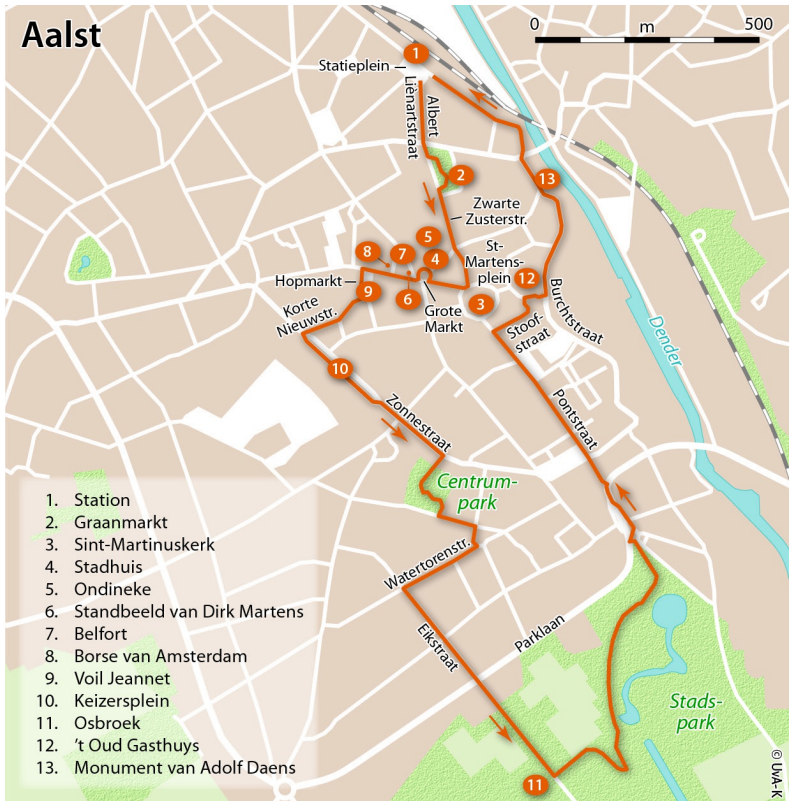 Aalst
0 m 500
1
Statieplein
Albert
Liènartstraat
2
13
Zwarte
Zusterstr.
5
8
7
4
St-
Martens-
plein
12
Hopmarkt
9
6
3
Burchtstraat
Korte
Nieuwstr.
Grote
Markt
Stoof-
straat
Dender
10
Zonnestraat
Pontstraat
Centrum-
park
Watertorenstr.
Eikstraat
Parklaan
Stads-
park
11
1. Station
2. Graanmarkt
3. Sint-Martinuskerk
4. Stadhuis
5. Ondineke
6. Standbeeld van Dirk Martens
7. Belfort
8. Borse van Amsterdam
9. Voil Jeannet
10. Keizersplein
11. Osbroek
12. ’t Oud Gasthuys
13. Monument van Adolf Daens
© UvA-K